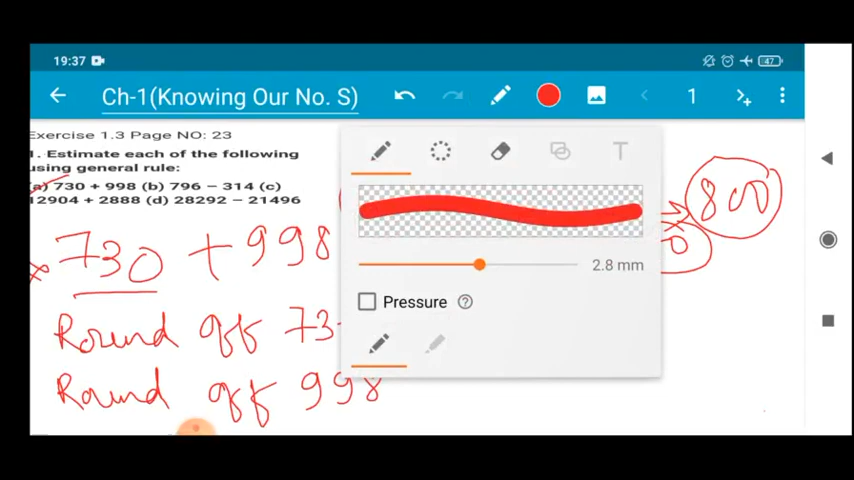 19:37 47
Ch-1(Knowing Our No. S) 1
Exercise 1.3 Page NO: 23
1. Estimate each of the following
using general rule:
(a) 730 + 998 (b) 796 – 314 (c)
12904 + 2888 (d) 28292 – 21496
T
2.8 mm
Pressure ?
800
730 + 998
Round off 73
Round off 998